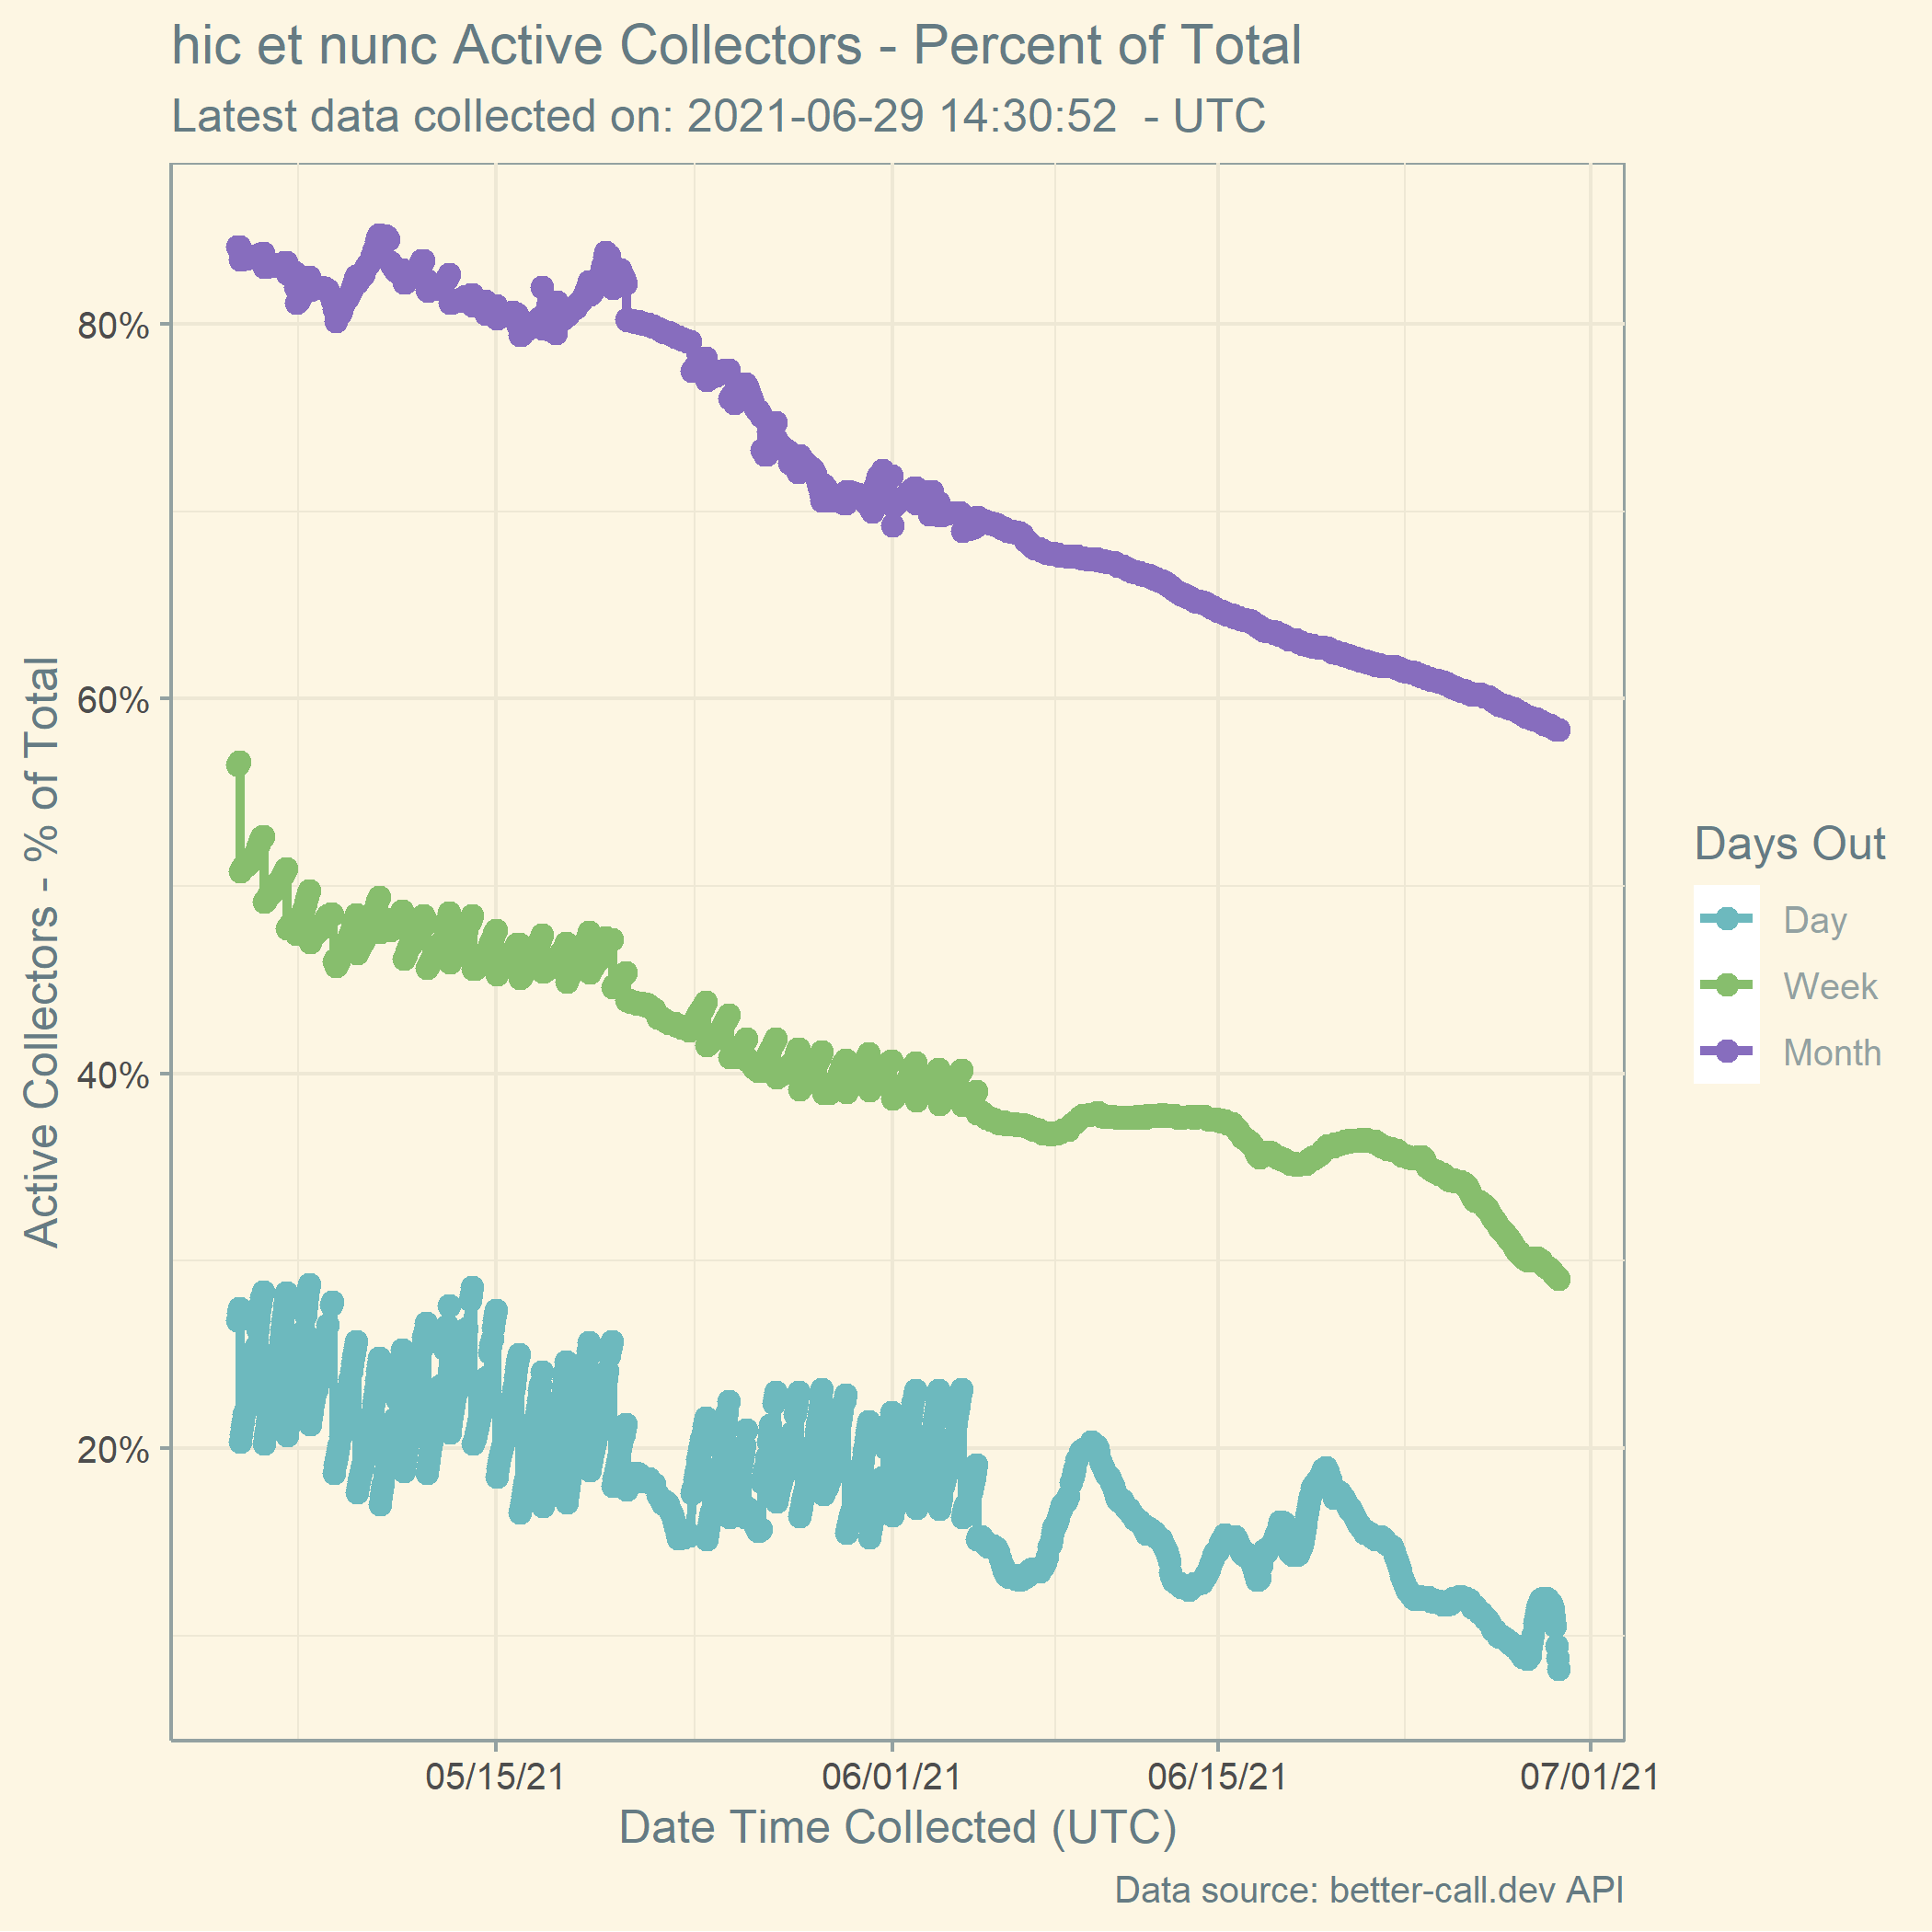 hic et nunc Active Collectors - Percent of Total
Latest data collected on: 2021-06-29 14:30:52  - UTC
Active Collectors - % of Total
80%
60%
40%
20%
05/15/21
06/01/21
06/15/21
07/01/21
Date Time Collected (UTC)
Days Out
Day
Week
Month
Data source: better-call.dev API